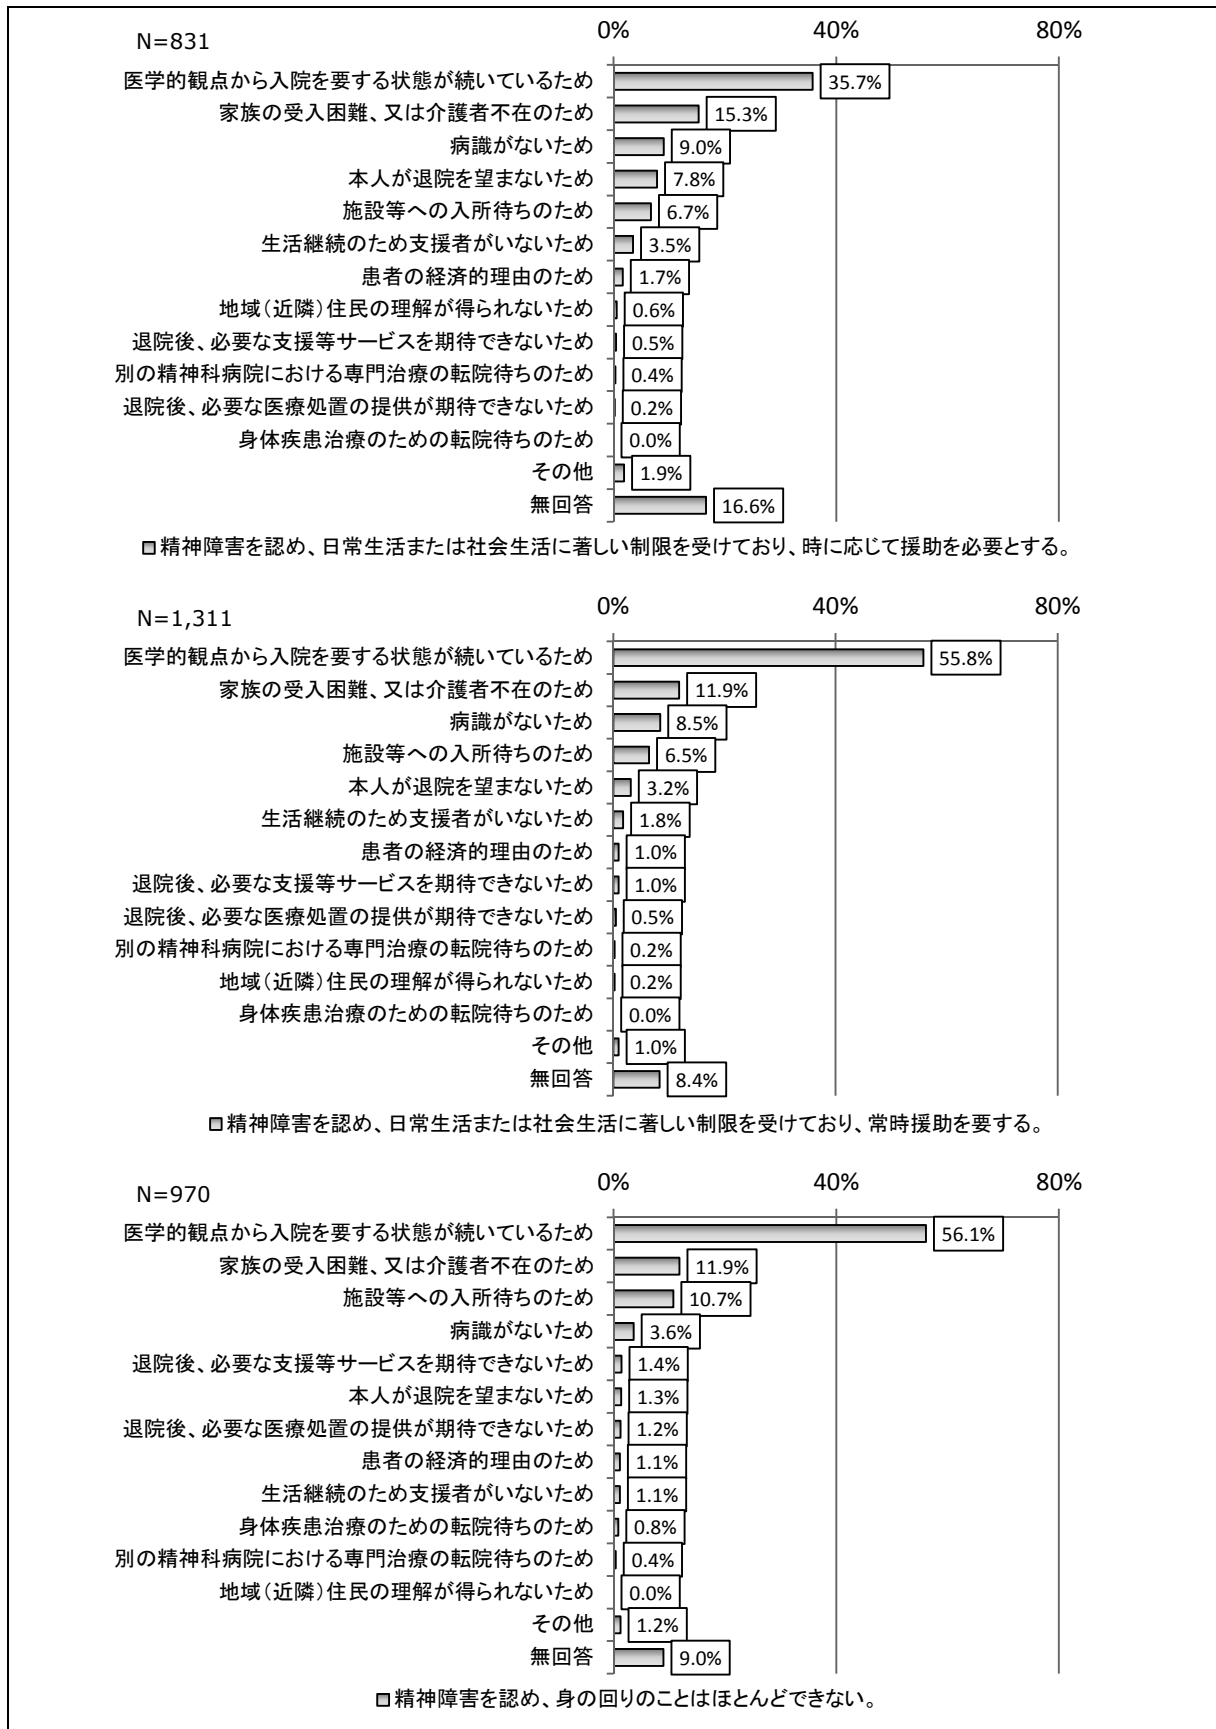 N=831
0% 40% 80%
医学的観点から入院を要する状態が続いているため 35.7%
家族の受入困難、又は介護者不在のため 15.3%
病識がないため 9.0%
本人が退院を望まないため 7.8%
施設等への入所待ちのため 6.7%
生活継続のため支援者がいないため 3.5%
患者の経済的理由のため 1.7%
地域（近隣）住民の理解が得られないため 0.6%
退院後、必要な支援等サービスを期待できないため 0.5%
別の精神科病院における専門治療の転院待ちのため 0.4%
退院後、必要な医療処置の提供が期待できないため 0.2%
身体疾患治療のための転院待ちのため 0.0%
その他 1.9%
無回答 16.6%
精神障害を認め、日常生活または社会生活に著しい制限を受けており、時に応じて援助を必要とする。
N=1,311
0% 40% 80%
医学的観点から入院を要する状態が続いているため 55.8%
家族の受入困難、又は介護者不在のため 11.9%
病識がないため 8.5%
施設等への入所待ちのため 6.5%
本人が退院を望まないため 3.2%
生活継続のため支援者がいないため 1.8%
患者の経済的理由のため 1.0%
退院後、必要な支援等サービスを期待できないため 1.0%
退院後、必要な医療処置の提供が期待できないため 0.5%
別の精神科病院における専門治療の転院待ちのため 0.2%
地域（近隣）住民の理解が得られないため 0.2%
身体疾患治療のための転院待ちのため 0.0%
その他 1.0%
無回答 8.4%
精神障害を認め、日常生活または社会生活に著しい制限を受けており、常時援助を要する。
N=970
0% 40% 80%
医学的観点から入院を要する状態が続いているため 56.1%
家族の受入困難、又は介護者不在のため 11.9%
施設等への入所待ちのため 10.7%
病識がないため 3.6%
退院後、必要な支援等サービスを期待できないため 1.4%
本人が退院を望まないため 1.3%
退院後、必要な医療処置の提供が期待できないため 1.2%
患者の経済的理由のため 1.1%
生活継続のため支援者がいないため 1.1%
身体疾患治療のための転院待ちのため 0.8%
別の精神科病院における専門治療の転院待ちのため 0.4%
地域（近隣）住民の理解が得られないため 0.0%
その他 1.2%
無回答 9.0%
精神障害を認め、身の回りのことはほとんどできない。